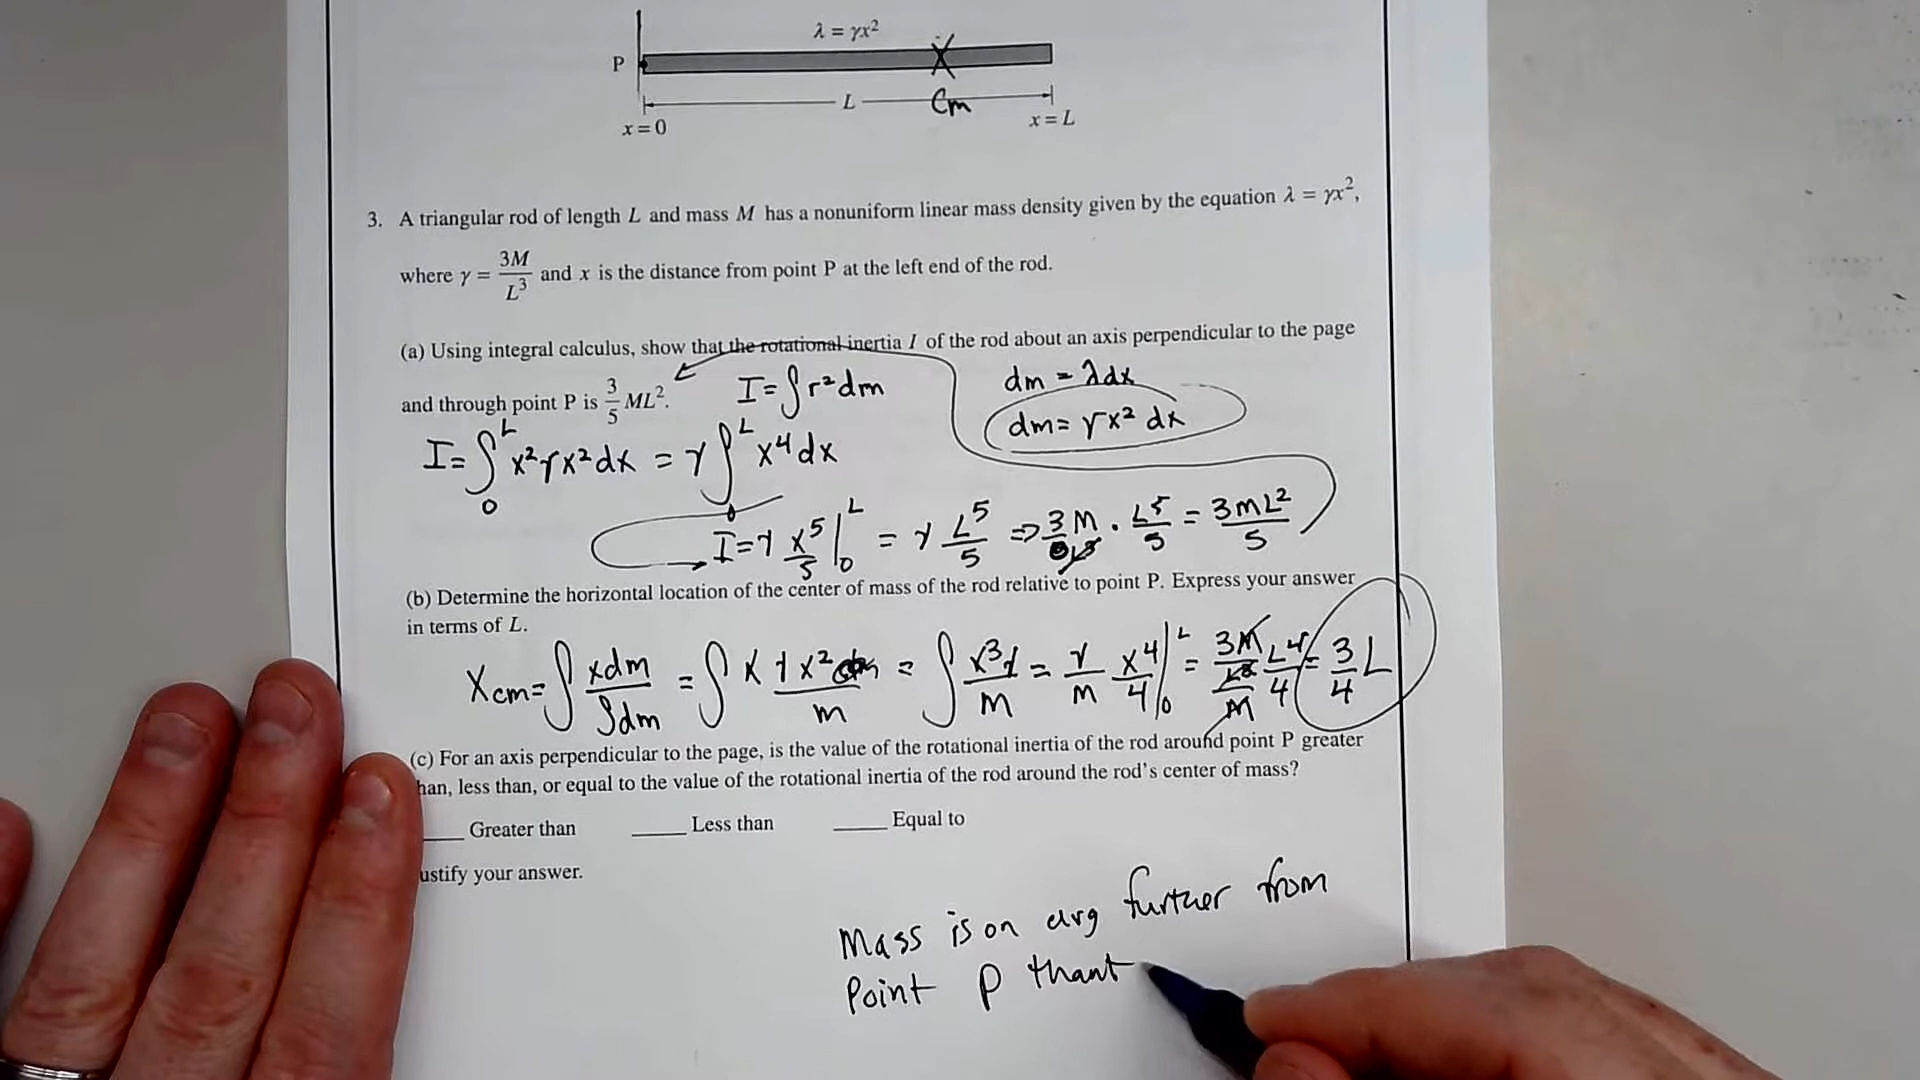 λ = γx²
P
L
Cm
x = 0
x = L
3. A triangular rod of length L and mass M has a nonuniform linear mass density given by the equation λ = γx²,
where γ = 3M/L³ and x is the distance from point P at the left end of the rod.
(a) Using integral calculus, show that the rotational inertia I of the rod about an axis perpendicular to the page
and through point P is 3/5 ML².
I = ∫r²dm
dm = λdx
dm = γx² dx
I = ∫₀ᴸ x²γx²dx = γ∫₀ᴸ x⁴dx
I = γ x⁵/5 |₀ᴸ = γ L⁵/5 ⇒ 3M/L³ · L⁵/5 = 3ML²/5
(b) Determine the horizontal location of the center of mass of the rod relative to point P. Express your answer
in terms of L.
Xcm = ∫ xdm/∫dm = ∫ x γx²/m = ∫ x³γ/m = γ/m x⁴/4 |₀ᴸ = 3M/L³/M L⁴/4 = 3/4 L
(c) For an axis perpendicular to the page, is the value of the rotational inertia of the rod around point P greater
han, less than, or equal to the value of the rotational inertia of the rod around the rod's center of mass?
____ Greater than ____ Less than ____ Equal to
ustify your answer.
Mass is on avg further from
Point P thant